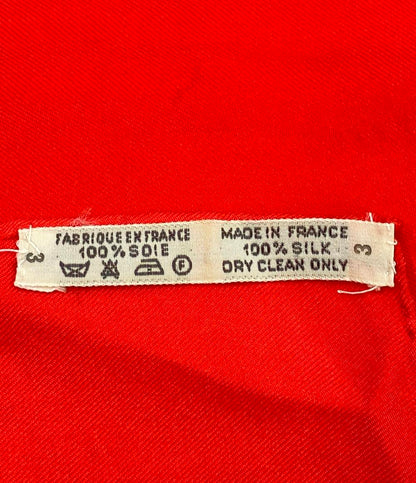 FABRIQUE EN FRANCE
100% SOIE
F
MADE IN FRANCE
100% SILK
DRY CLEAN ONLY
3
3